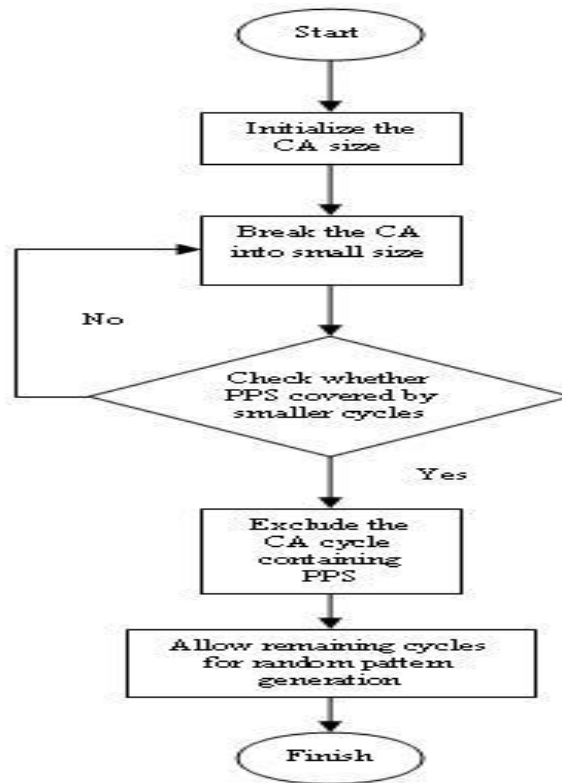 Start
Initialize the
CA size
Break the CA
into small size
No
Check whether
PPS covered by
smaller cycles
Yes
Exclude the
CA cycle
containing
PPS
Allow remaining cycles
for random pattern
generation
Finish